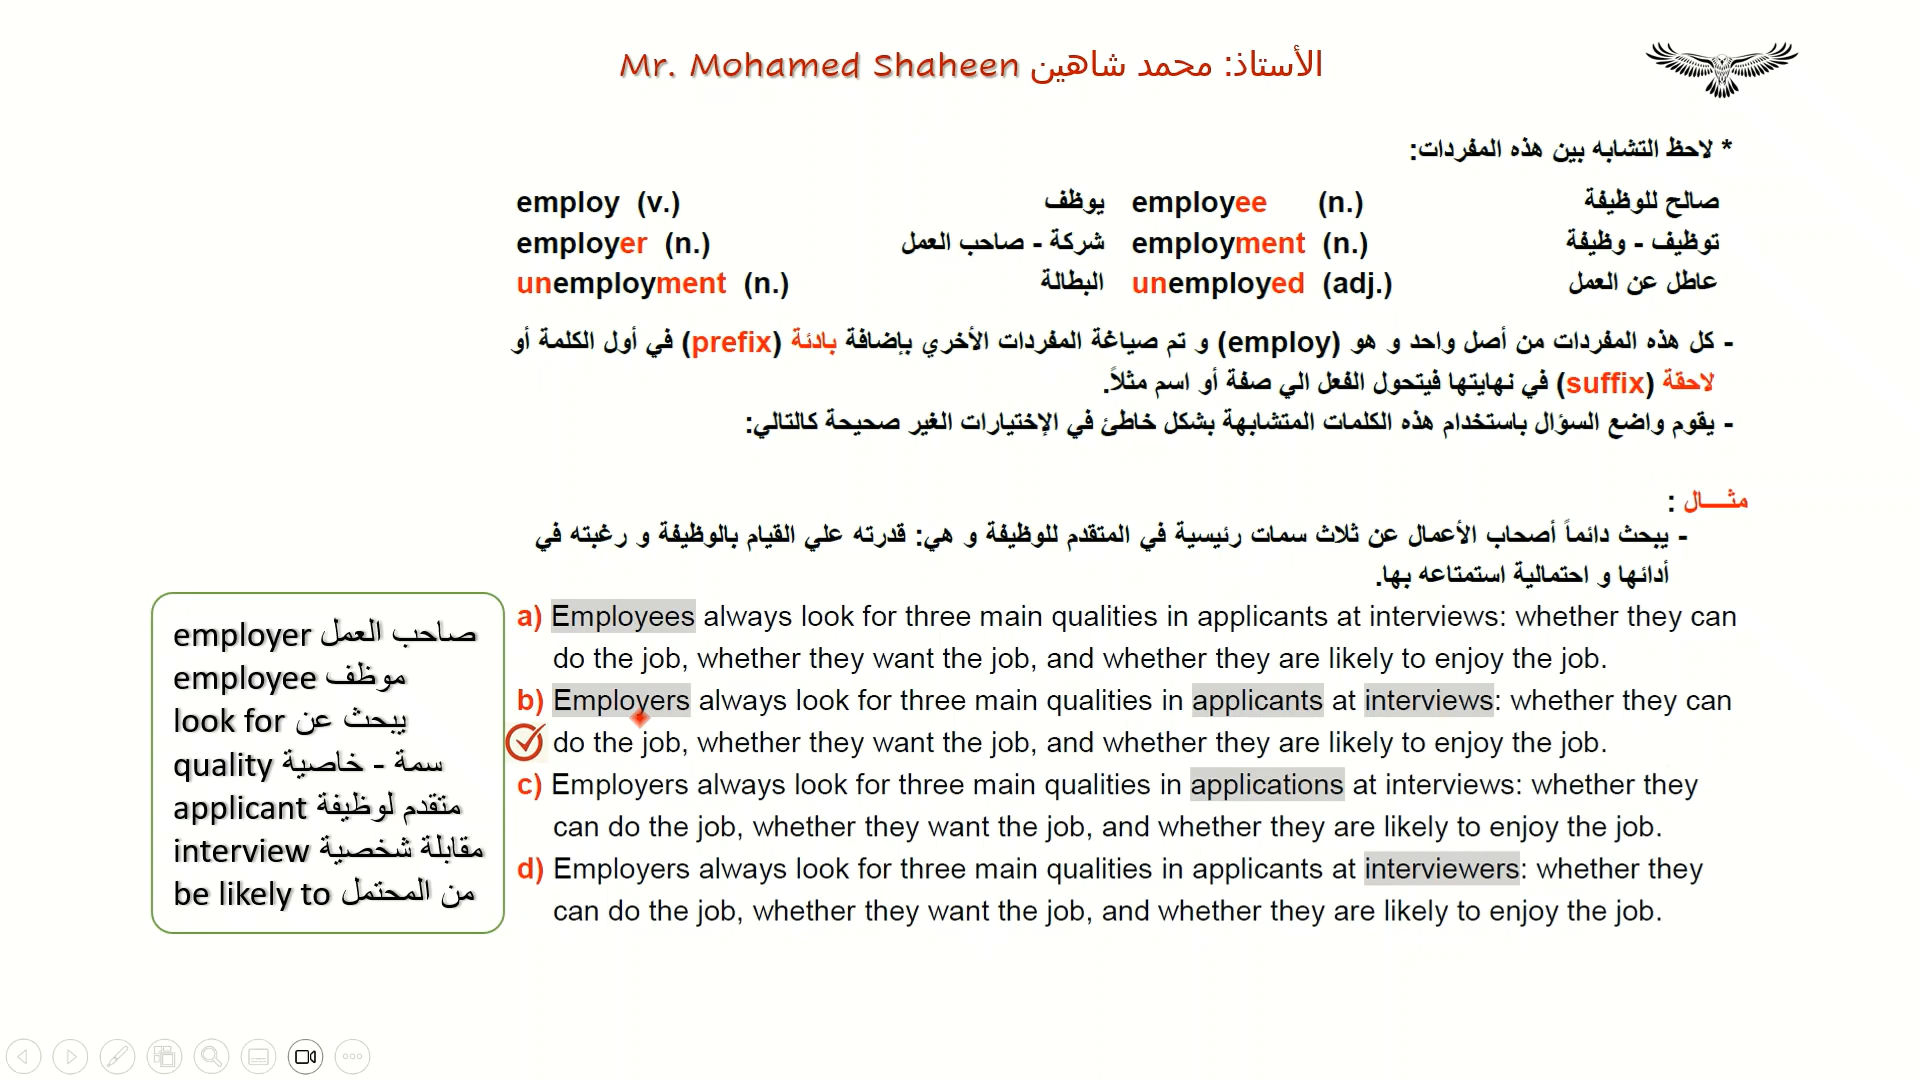 Mr. Mohamed Shaheen الأستاذ: محمد شاهين
* لاحظ التشابه بين هذه المفردات:
employ (v.) يوظف employee (n.) صالح للوظيفة
employer (n.) شركة - صاحب العمل employment (n.) توظيف - وظيفة
unemployment (n.) البطالة unemployed (adj.) عاطل عن العمل
- كل هذه المفردات من أصل واحد و هو (employ) و تم صياغة المفردات الأخري بإضافة بادئة (prefix) في أول الكلمة أو
لاحقة (suffix) في نهايتها فيتحول الفعل الي صفة أو اسم مثلاً.
- يقوم واضع السؤال باستخدام هذه الكلمات المتشابهة بشكل خاطئ في الإختيارات الغير صحيحة كالتالي:
مثـــال :
- يبحث دائماً أصحاب الأعمال عن ثلاث سمات رئيسية في المتقدم للوظيفة و هي: قدرته علي القيام بالوظيفة و رغبته في
أدائها و احتمالية استمتاعه بها.
a) Employees always look for three main qualities in applicants at interviews: whether they can
do the job, whether they want the job, and whether they are likely to enjoy the job.
b) Employers always look for three main qualities in applicants at interviews: whether they can
do the job, whether they want the job, and whether they are likely to enjoy the job.
c) Employers always look for three main qualities in applications at interviews: whether they
can do the job, whether they want the job, and whether they are likely to enjoy the job.
d) Employers always look for three main qualities in applicants at interviewers: whether they
can do the job, whether they want the job, and whether they are likely to enjoy the job.
employer صاحب العمل
employee موظف
look for يبحث عن
quality سمة - خاصية
applicant متقدم لوظيفة
interview مقابلة شخصية
be likely to من المحتمل